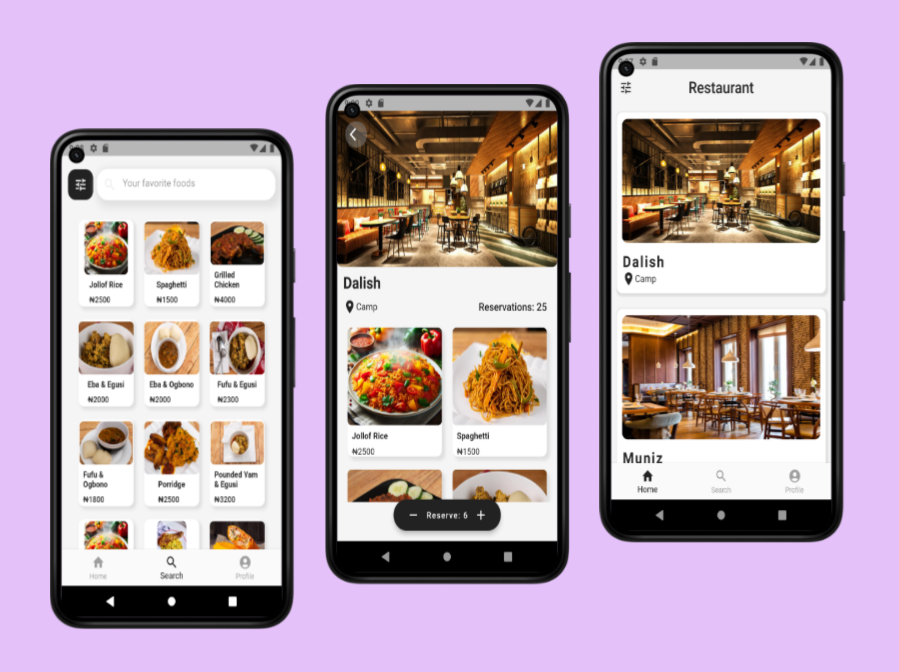 Your favorite foods
Jollof Rice
₦2500
Spaghetti
₦1500
Grilled
Chicken
₦4000
Eba & Egusi
₦2000
Eba & Ogbono
₦2000
Fufu & Egusi
₦2300
Fufu &
Ogbono
₦1800
Porridge
₦2500
Pounded Yam
& Egusi
₦3200
Home
Search
Profile
Dalish
Camp
Reservations: 25
Jollof Rice
₦2500
Spaghetti
₦1500
− Reserve: 6 +
Restaurant
Dalish
Camp
Muniz
Home
Search
Profile